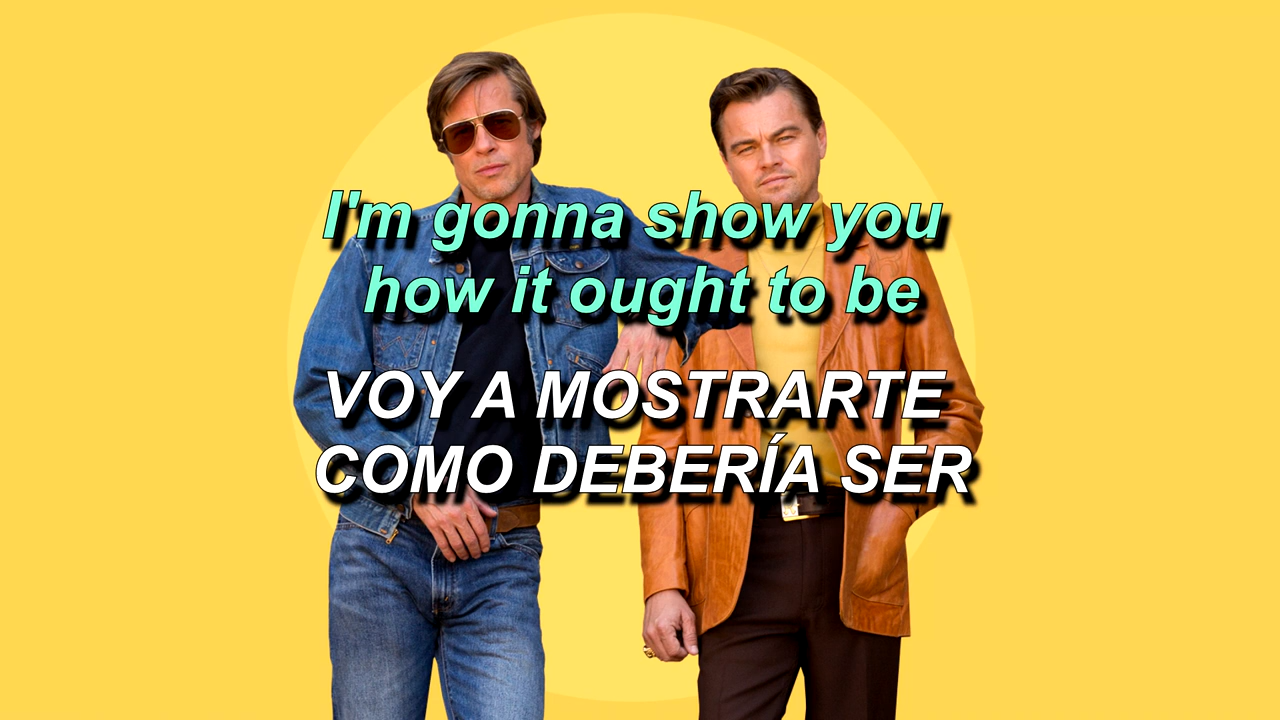 I'm gonna show you
how it ought to be
VOY A MOSTRARTE
COMO DEBERÍA SER